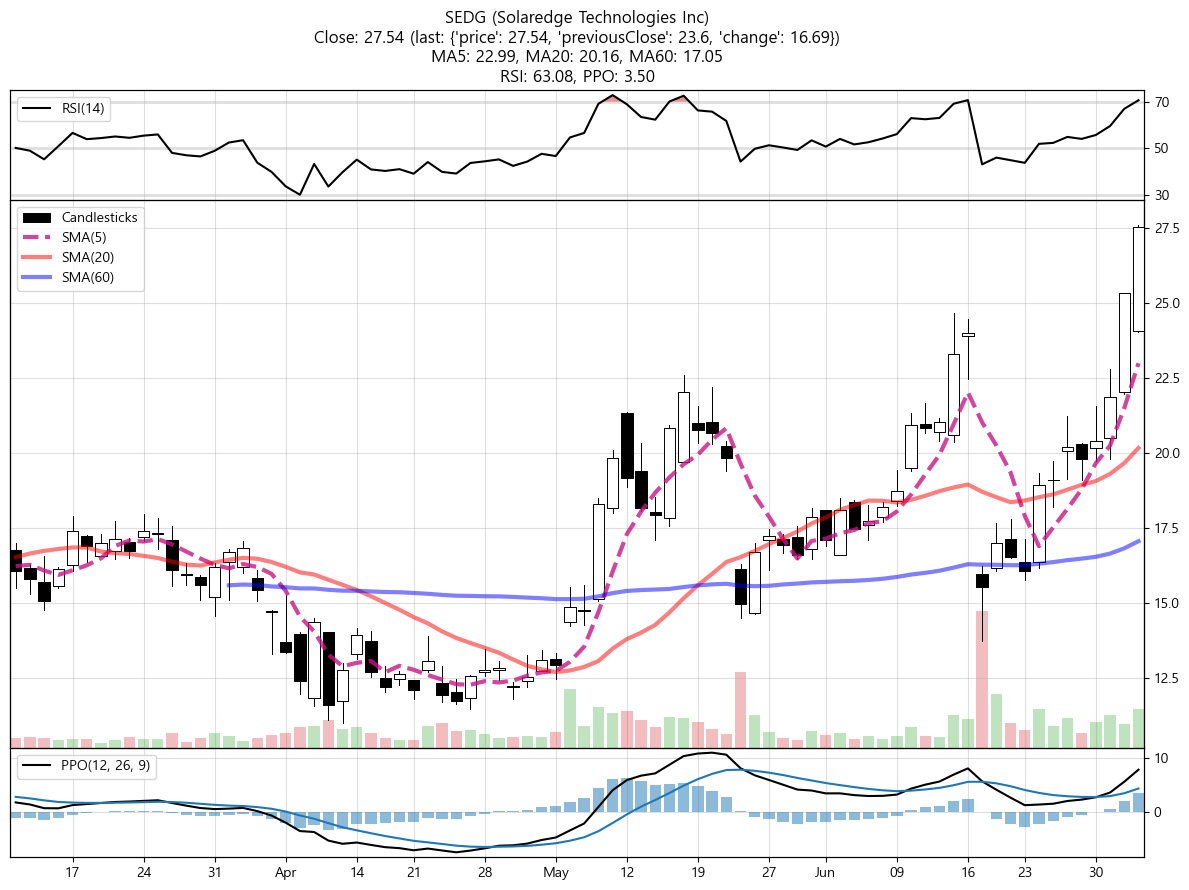 SEDG (Solaredge Technologies Inc)
Close: 27.54 (last: {'price': 27.54, 'previousClose': 23.6, 'change': 16.69})
MA5: 22.99, MA20: 20.16, MA60: 17.05
RSI: 63.08, PPO: 3.50
RSI(14)
70
50
30
Candlesticks
SMA(5)
SMA(20)
SMA(60)
27.5
25.0
22.5
20.0
17.5
15.0
12.5
PPO(12, 26, 9)
10
0
17 24 31 Apr 14 21 28 May 12 19 27 Jun 09 16 23 30